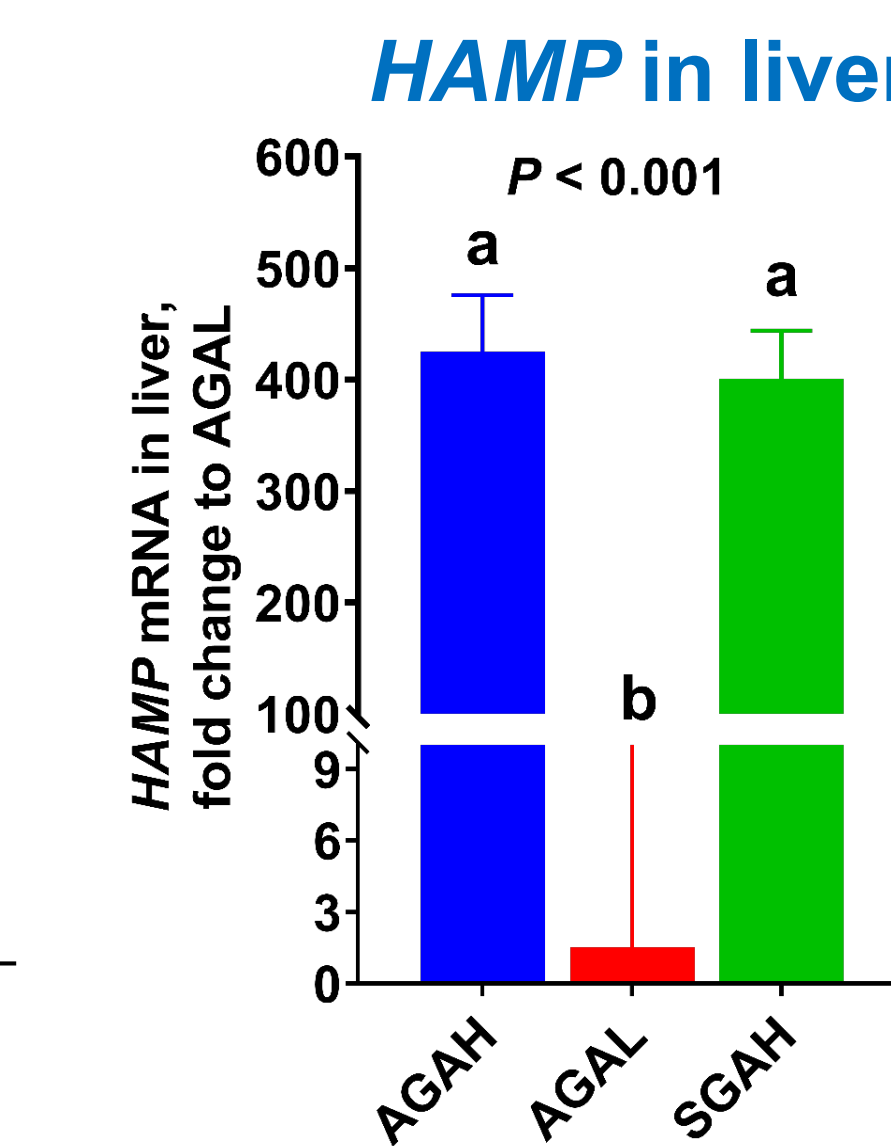 HAMP in liver
600
P < 0.001
a
500
a
400
300
200
100
b
9
6
3
0
HAMP mRNA in liver,
fold change to AGAL
AGAH
AGAL
SGAH